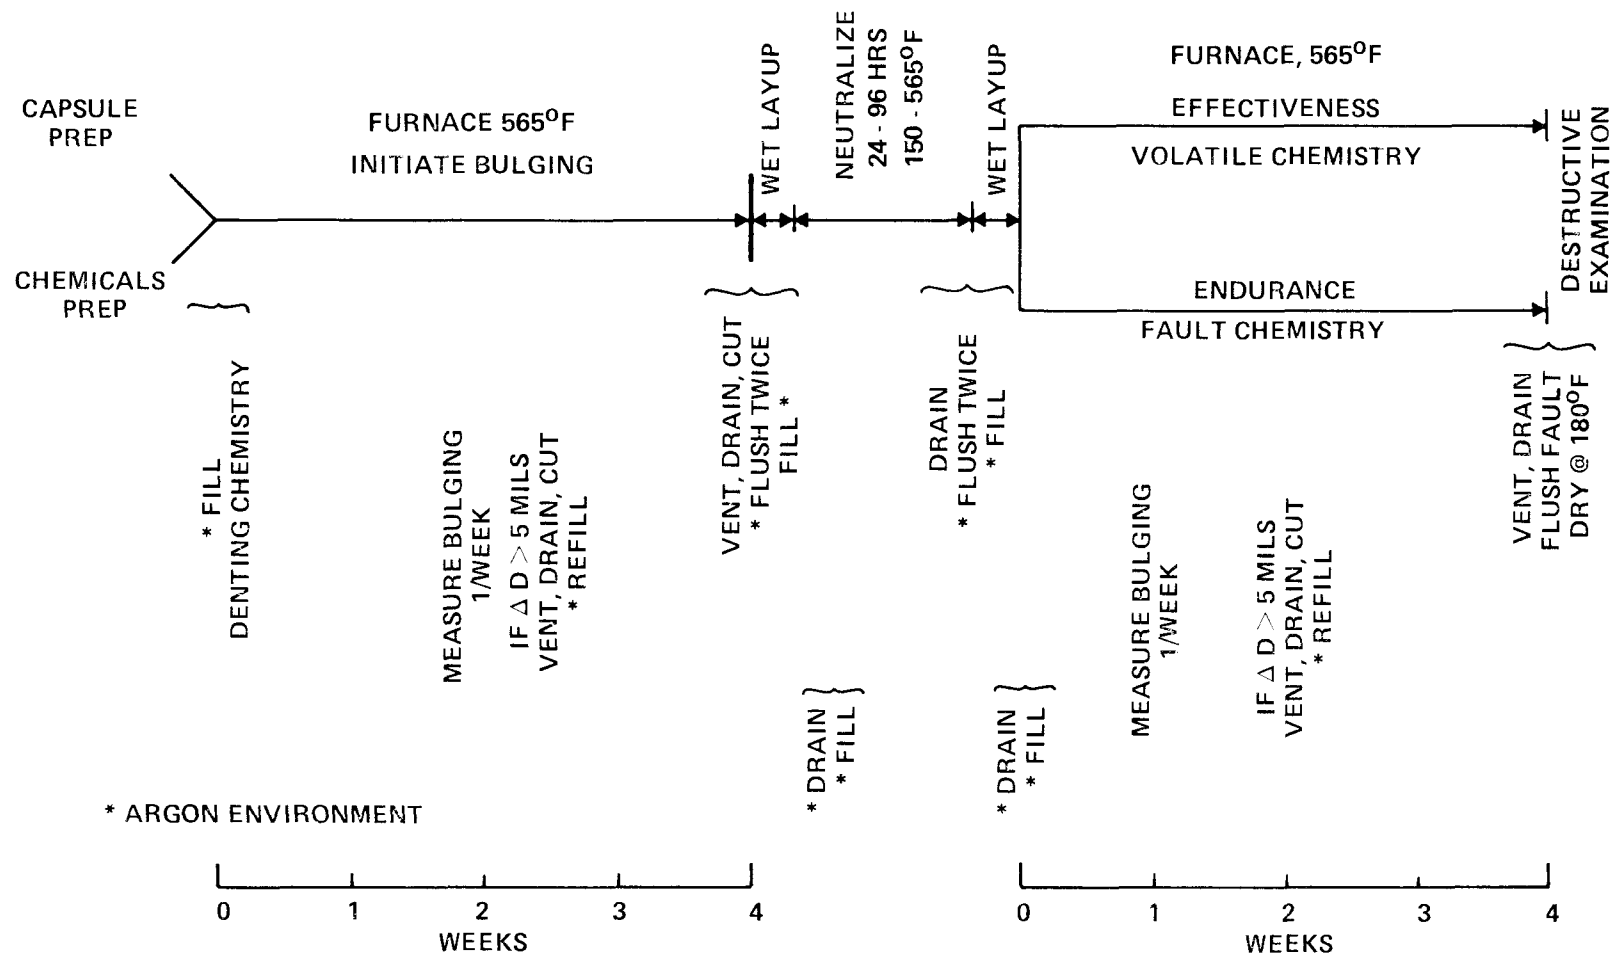 CAPSULE
PREP
CHEMICALS
PREP
FURNACE 565°F
INITIATE BULGING
WET LAYUP
NEUTRALIZE
24 - 96 HRS
150 - 565°F
WET LAYUP
FURNACE, 565°F
EFFECTIVENESS
VOLATILE CHEMISTRY
ENDURANCE
FAULT CHEMISTRY
DESTRUCTIVE
EXAMINATION
* FILL
DENTING CHEMISTRY
MEASURE BULGING
1/WEEK
IF Δ D > 5 MILS
VENT, DRAIN, CUT
* REFILL
VENT, DRAIN, CUT
* FLUSH TWICE
FILL *
DRAIN
* FLUSH TWICE
* FILL
* DRAIN
* FILL
* DRAIN
* FILL
MEASURE BULGING
1/WEEK
IF Δ D > 5 MILS
VENT, DRAIN, CUT
* REFILL
VENT, DRAIN
FLUSH FAULT
DRY @ 180°F
* ARGON ENVIRONMENT
0 1 2 3 4
WEEKS
0 1 2 3 4
WEEKS